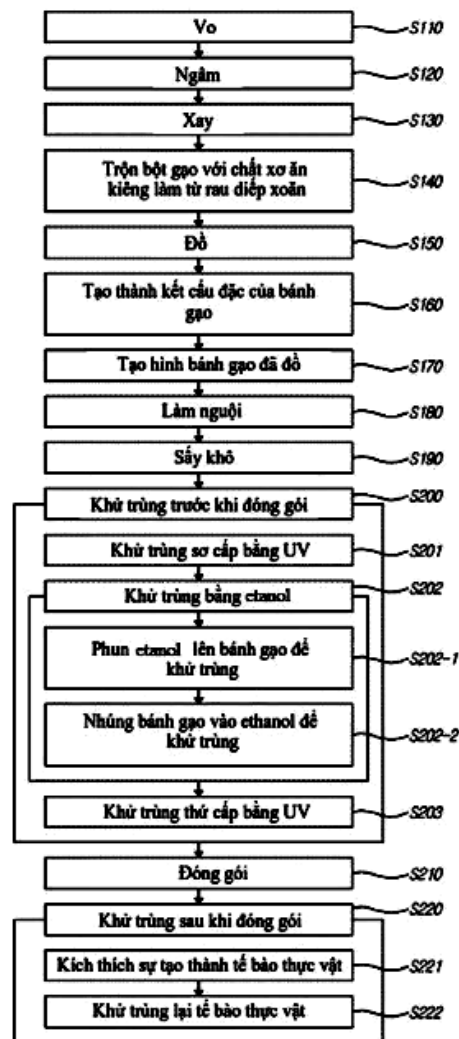 Vo
S110
Ngâm
S120
Xay
S130
Trộn bột gạo với chất xơ ăn
kiêng làm từ rau diếp xoăn
S140
Đồ
S150
Tạo thành kết cấu đặc của bánh
gạo
S160
Tạo hình bánh gạo đã đồ
S170
Làm nguội
S180
Sấy khô
S190
Khử trùng trước khi đóng gói
S200
Khử trùng sơ cấp bằng UV
S201
Khử trùng bằng etanol
S202
Phun etanol lên bánh gạo để
khử trùng
S202-1
Nhúng bánh gạo vào ethanol để
khử trùng
S202-2
Khử trùng thứ cấp bằng UV
S203
Đóng gói
S210
Khử trùng sau khi đóng gói
S220
Kích thích sự tạo thành tế bào thực vật
S221
Khử trùng lại tế bào thực vật
S222